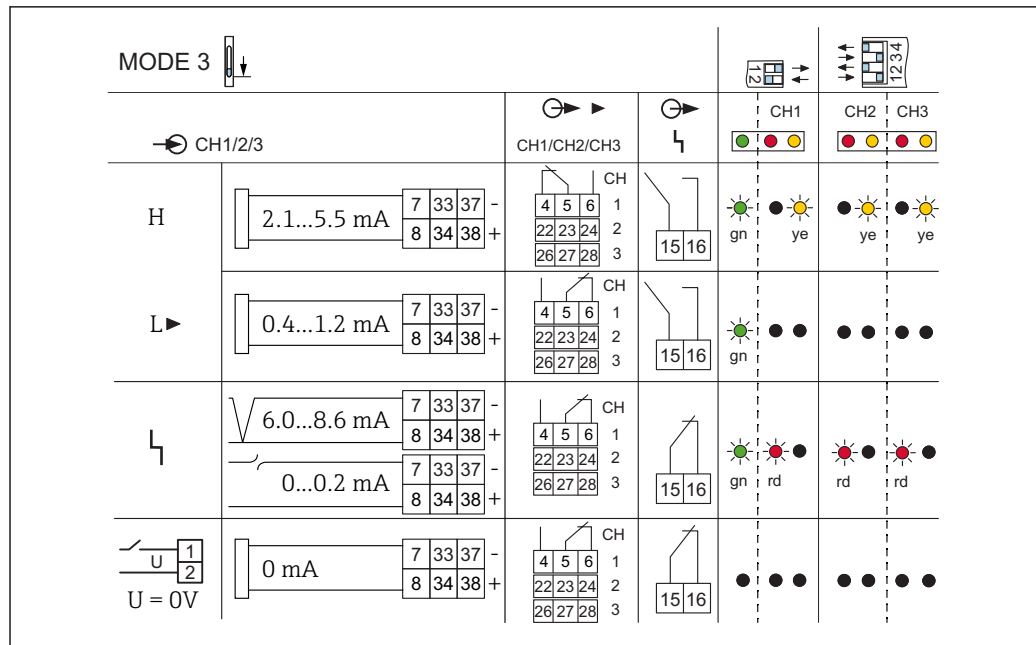 MODE 3
1 2
1 2 3 4
CH1/2/3
CH1/CH2/CH3
CH1
CH2 CH3
H
2.1...5.5 mA
7 33 37 -
8 34 38 +
CH
4 5 6 1
22 23 24 2
26 27 28 3
15 16
gn ye ye ye
L
0.4...1.2 mA
7 33 37 -
8 34 38 +
CH
4 5 6 1
22 23 24 2
26 27 28 3
15 16
gn
6.0...8.6 mA
7 33 37 -
8 34 38 +
0...0.2 mA
7 33 37 -
8 34 38 +
CH
4 5 6 1
22 23 24 2
26 27 28 3
15 16
gn rd rd rd
1
U
2
U = 0V
0 mA
7 33 37 -
8 34 38 +
CH
4 5 6 1
22 23 24 2
26 27 28 3
15 16